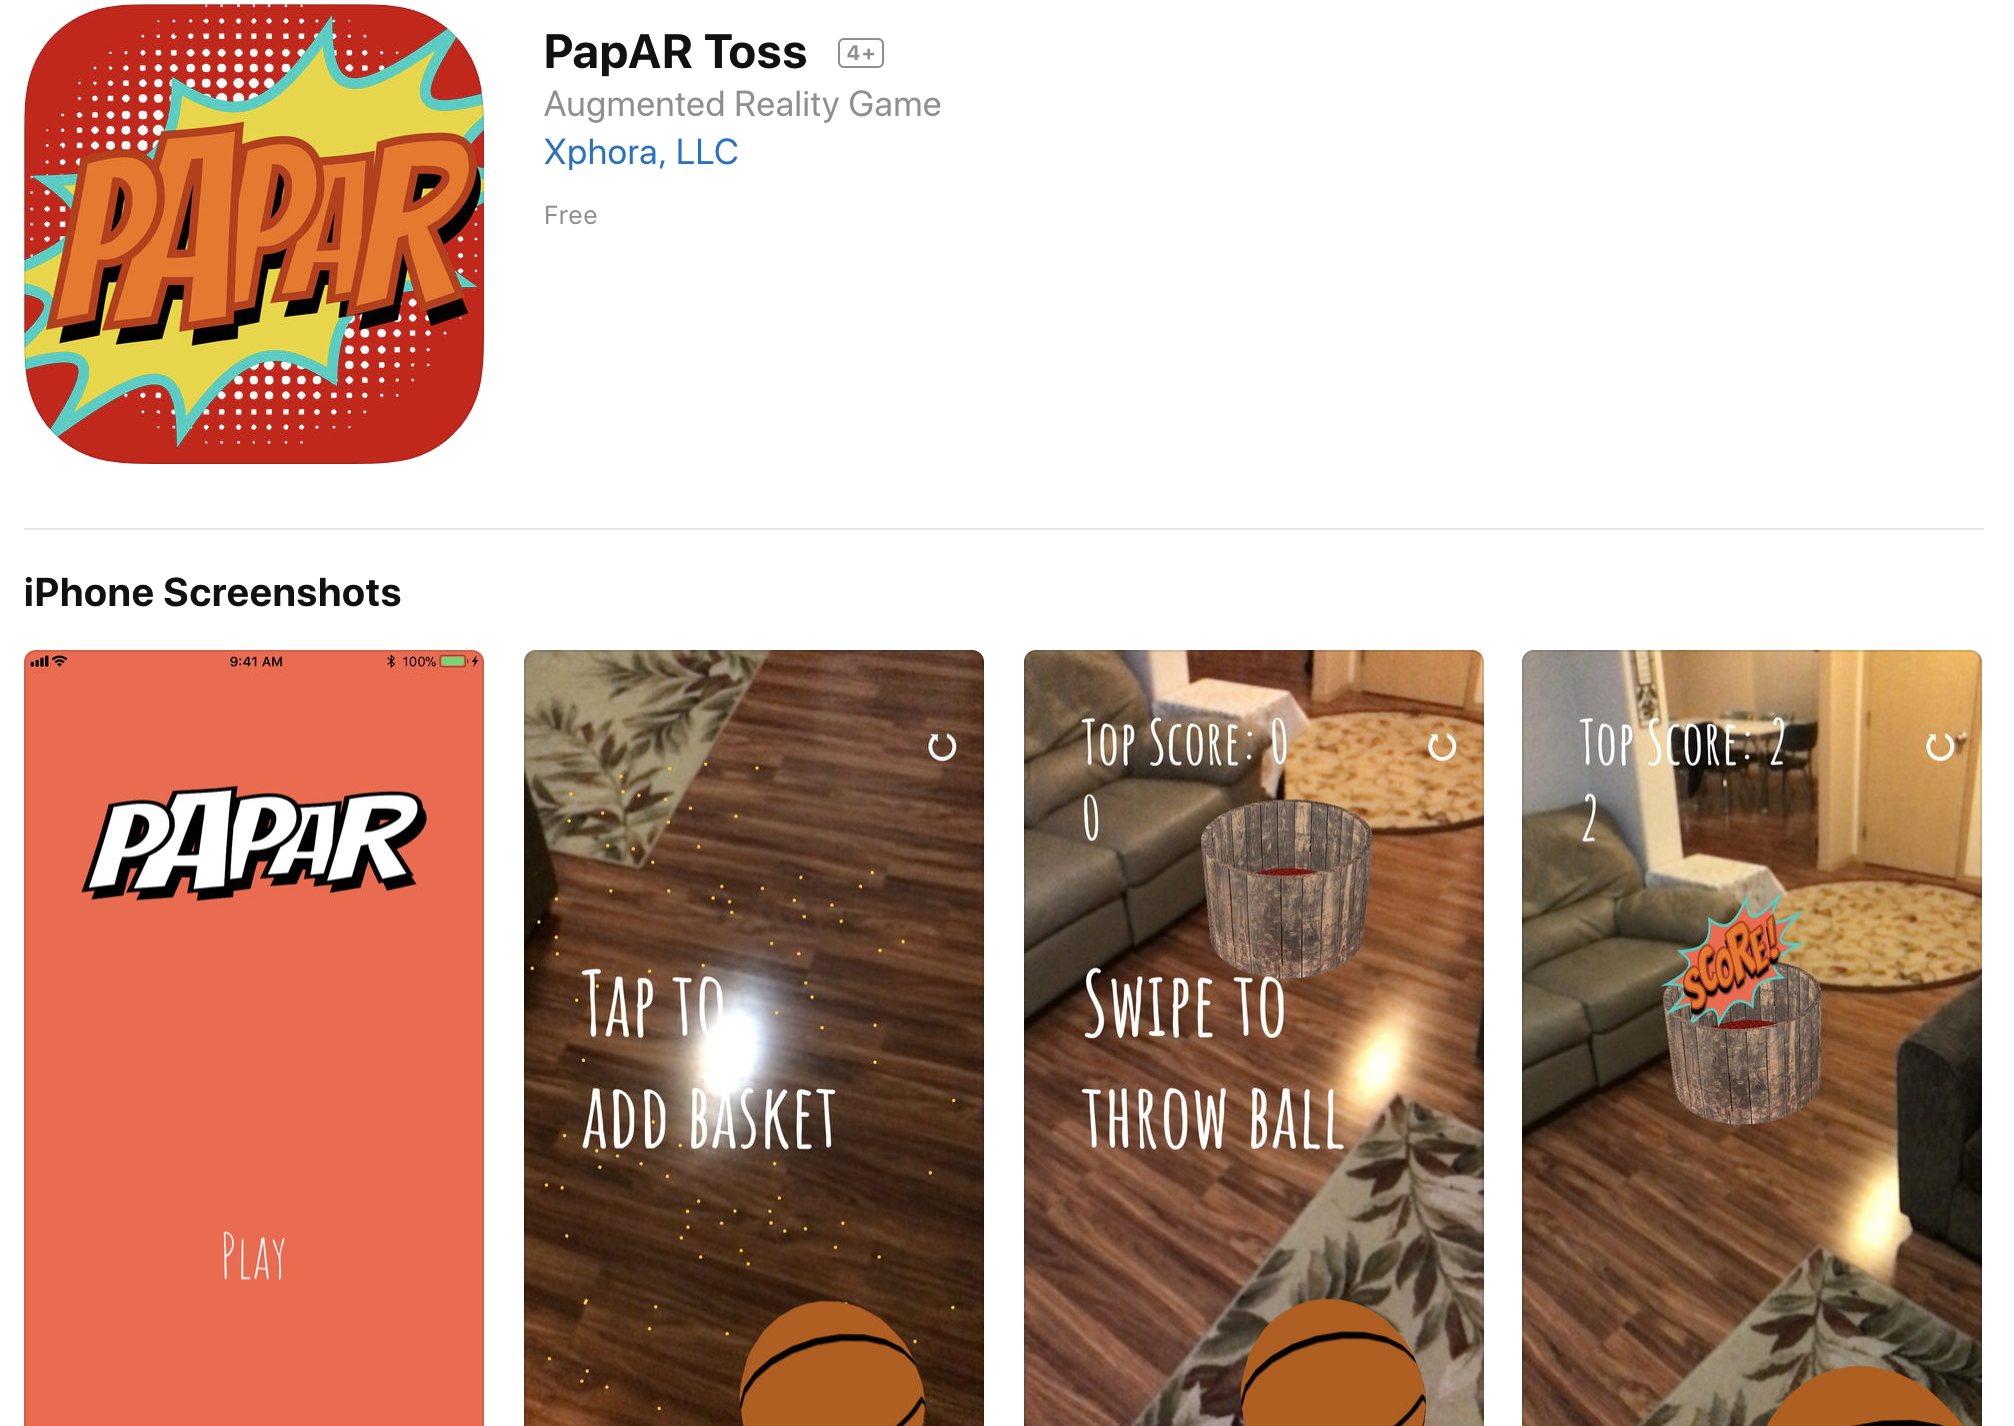 PAPAR
PapAR Toss 4+
Augmented Reality Game
Xphora, LLC
Free
iPhone Screenshots
9:41 AM 100%
PAPAR
PLAY
TAP TO
ADD BASKET
TOP SCORE: 0
0
SWIPE TO
THROW BALL
TOP SCORE: 2
2
SCORE!